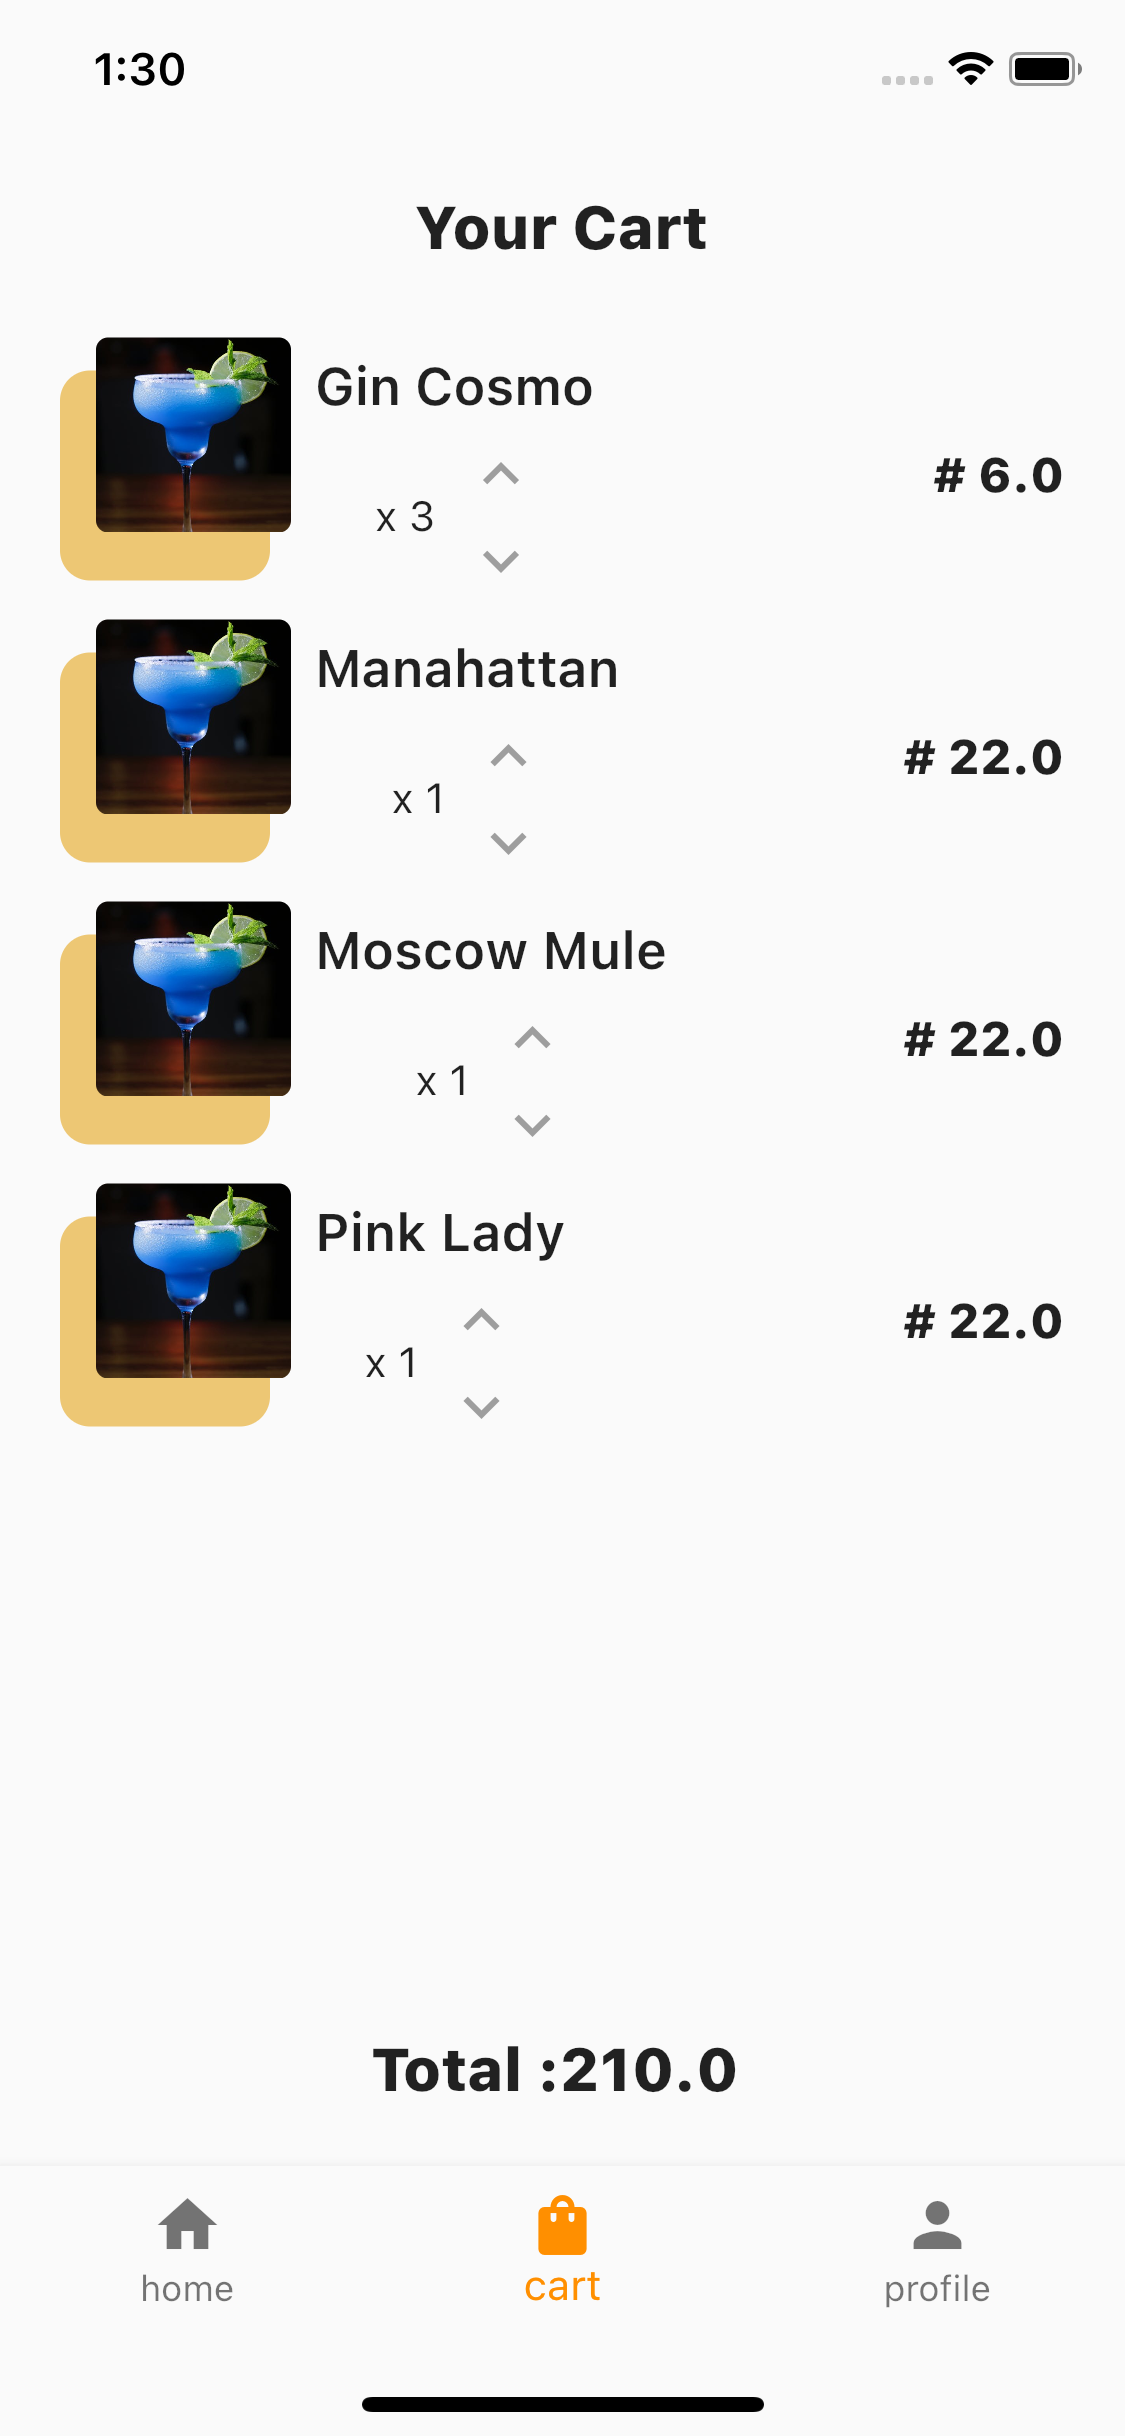 1:30
Your Cart
Gin Cosmo
x 3
# 6.0
Manahattan
x 1
# 22.0
Moscow Mule
x 1
# 22.0
Pink Lady
x 1
# 22.0
Total :210.0
home
cart
profile